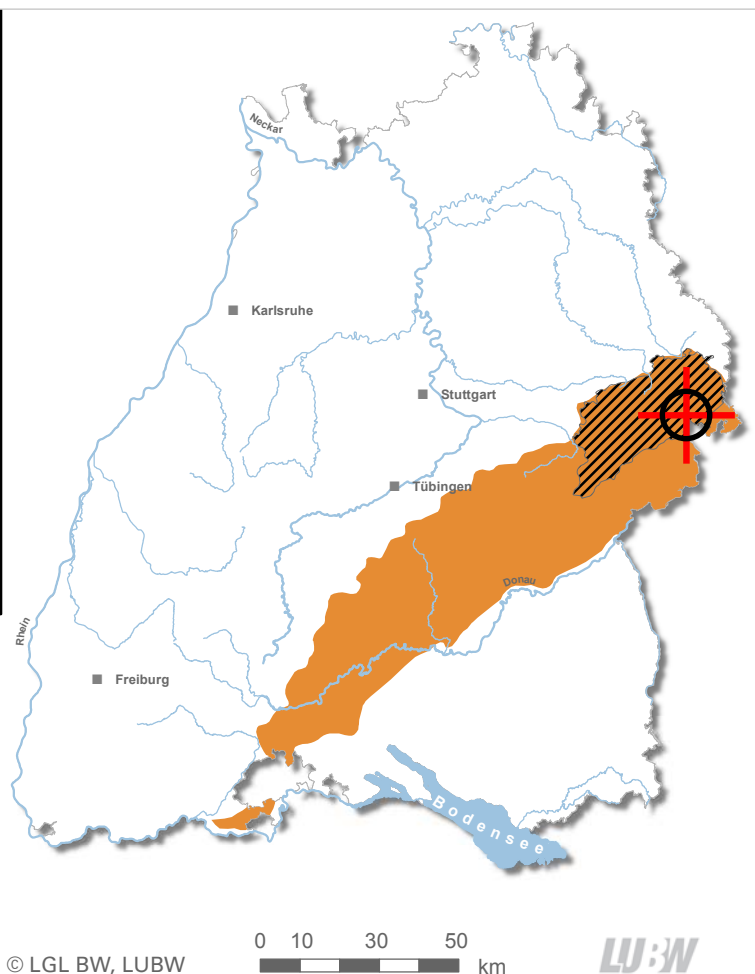 Neckar
Karlsruhe
Stuttgart
Tübingen
Donau
Rhein
Freiburg
Bodensee
0 10 30 50
km
© LGL BW, LUBW
LUBW